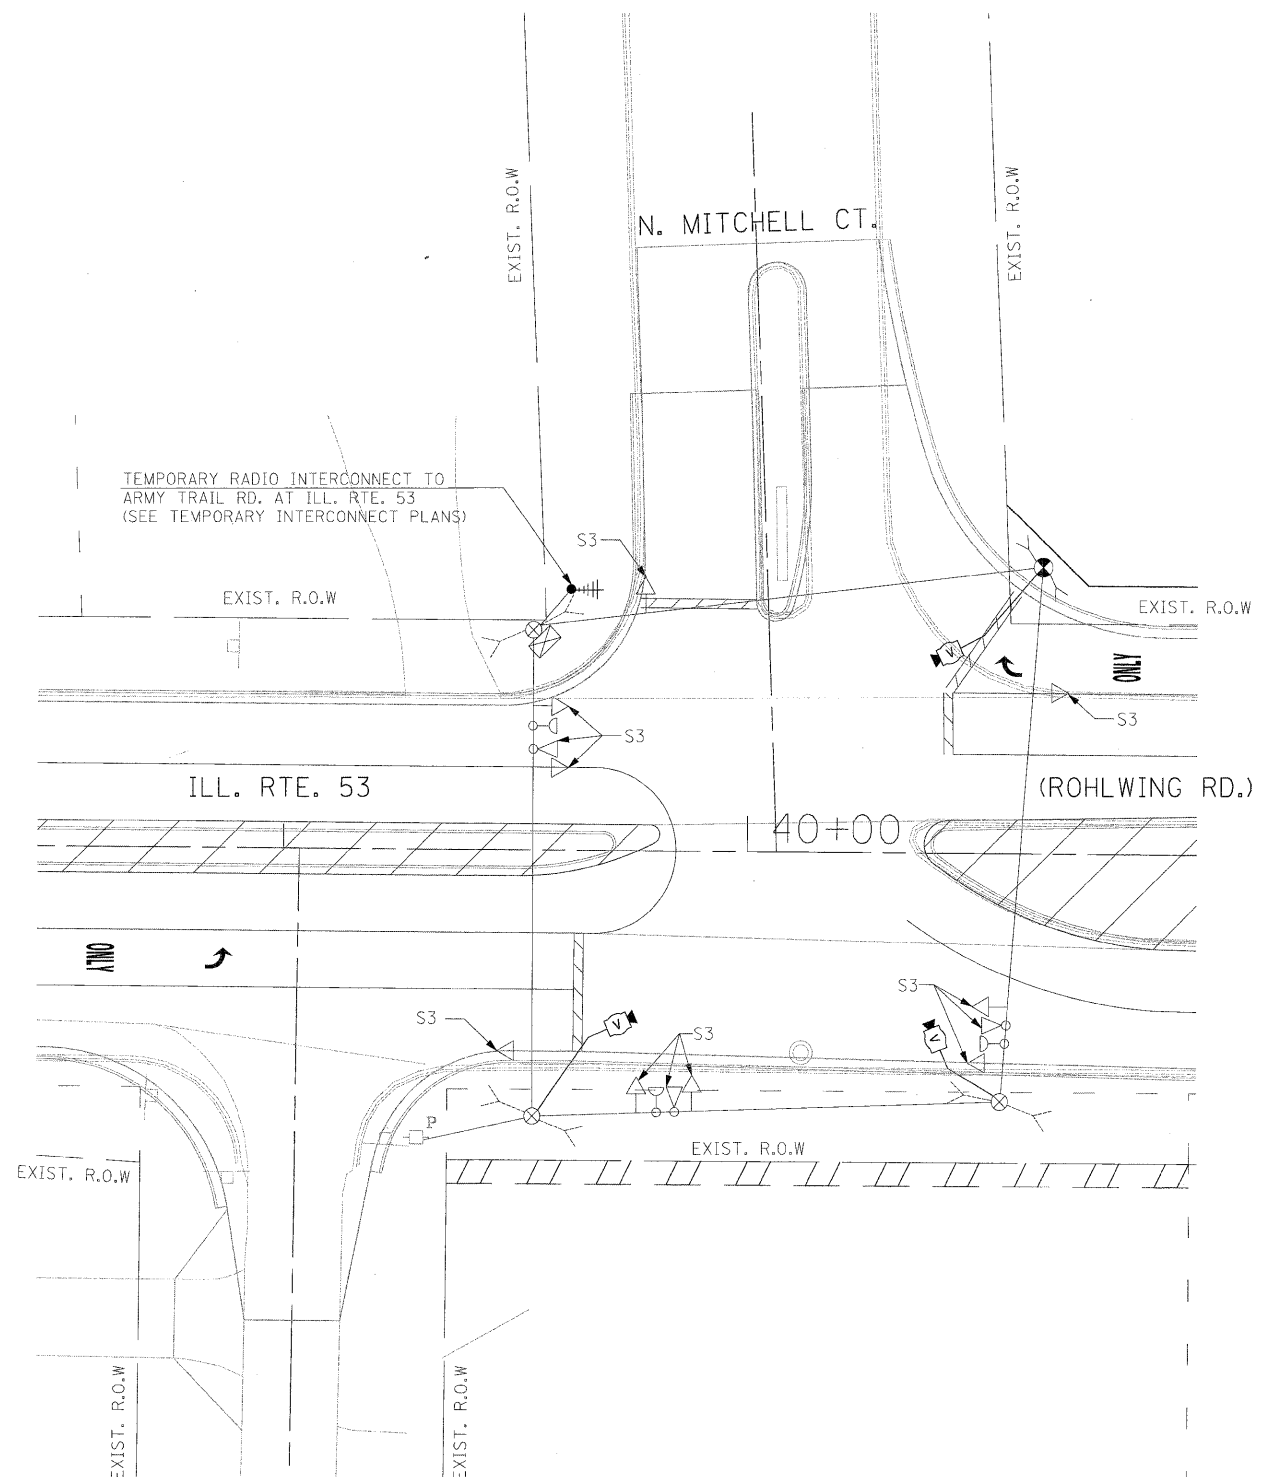 EXIST. R.O.W
EXIST. R.O.W
N. MITCHELL CT.
TEMPORARY RADIO INTERCONNECT TO
ARMY TRAIL RD. AT ILL. RTE. 53
(SEE TEMPORARY INTERCONNECT PLANS)
S3
EXIST. R.O.W
EXIST. R.O.W
V
ONLY
S3
S3
ILL. RTE. 53
(ROHLWING RD.)
40+00
ONLY
S3
S3
V
S3
V
P
EXIST. R.O.W
EXIST. R.O.W
EXIST. R.O.W
EXIST. R.O.W